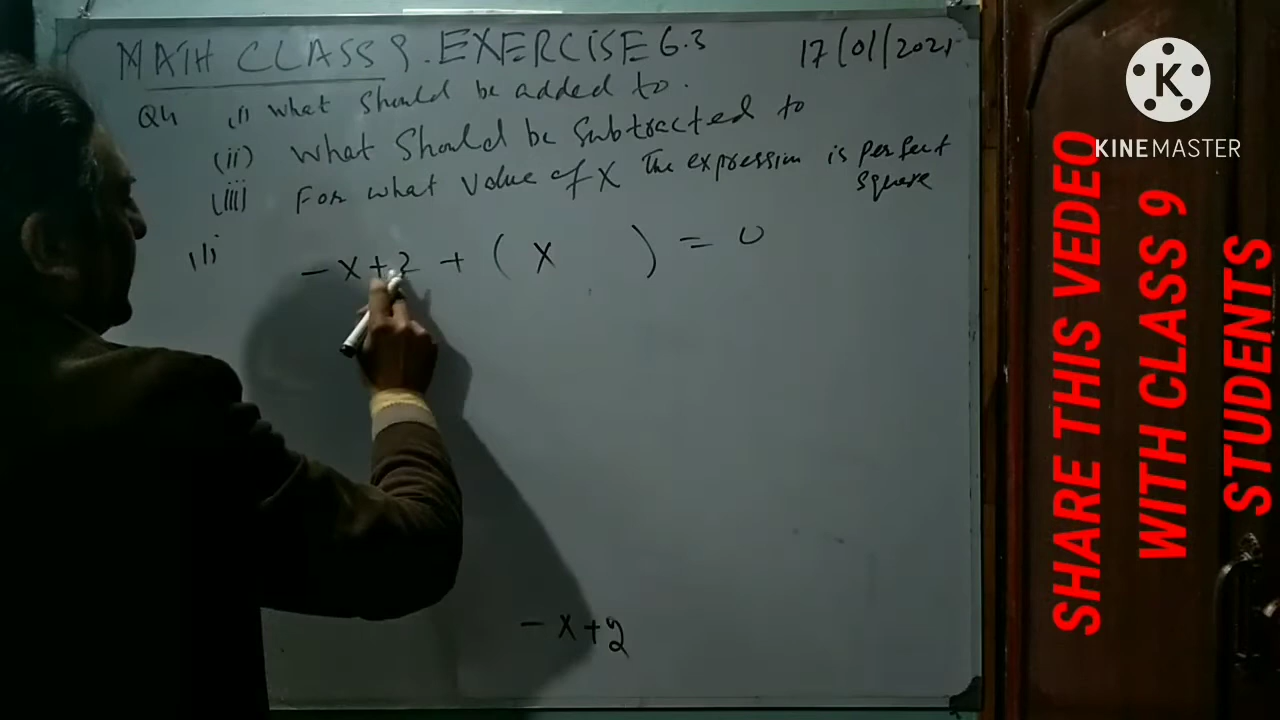 MATH CLASS 9. EXERCISE 6.3 17/01/2021
Q4 (i) What Should be added to.
(ii) What Should be Subtracted to
(iii) For what Value of X The expression is perfect
square
(i) - X + 2 + ( X ) = 0
- X + 2
K
KINEMASTER
SHARE THIS VEDEO
WITH CLASS 9
STUDENTS